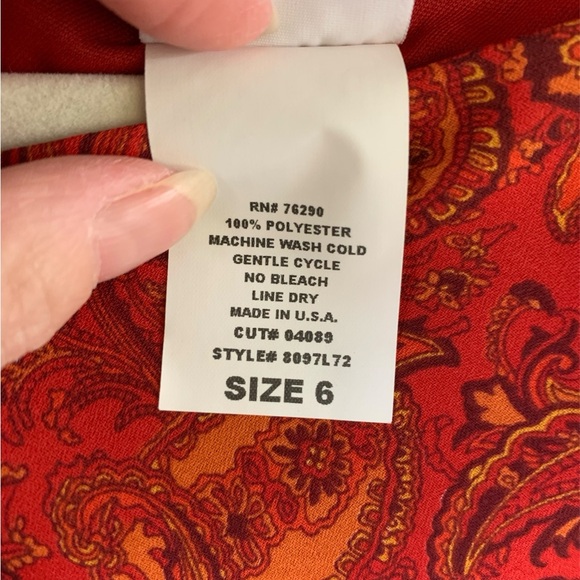 RN# 76290
100% POLYESTER
MACHINE WASH COLD
GENTLE CYCLE
NO BLEACH
LINE DRY
MADE IN U.S.A.
CUT# 04089
STYLE# 8097L72
SIZE 6